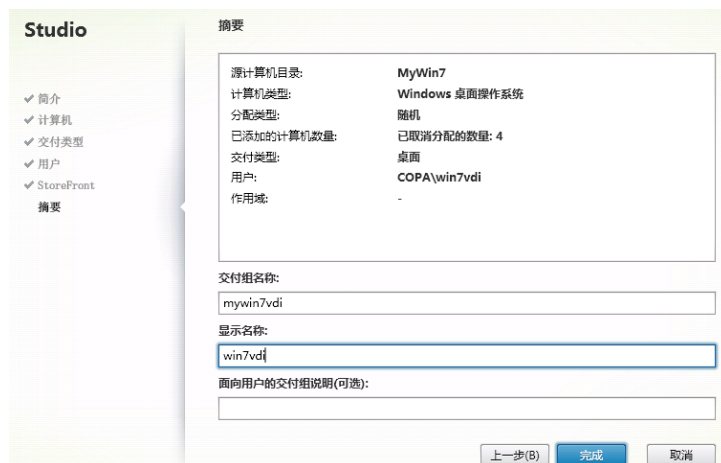 Studio
✔ 简介
✔ 计算机
✔ 交付类型
✔ 用户
✔ StoreFront
摘要
摘要
源计算机目录: MyWin7
计算机类型: Windows 桌面操作系统
分配类型: 随机
已添加的计算机数量: 已取消分配的数量: 4
交付类型: 桌面
用户: COPA\win7vdi
作用域: -
交付组名称:
mywin7vdi
显示名称:
win7vdi
面向用户的交付组说明(可选):
上一步(B) 完成 取消